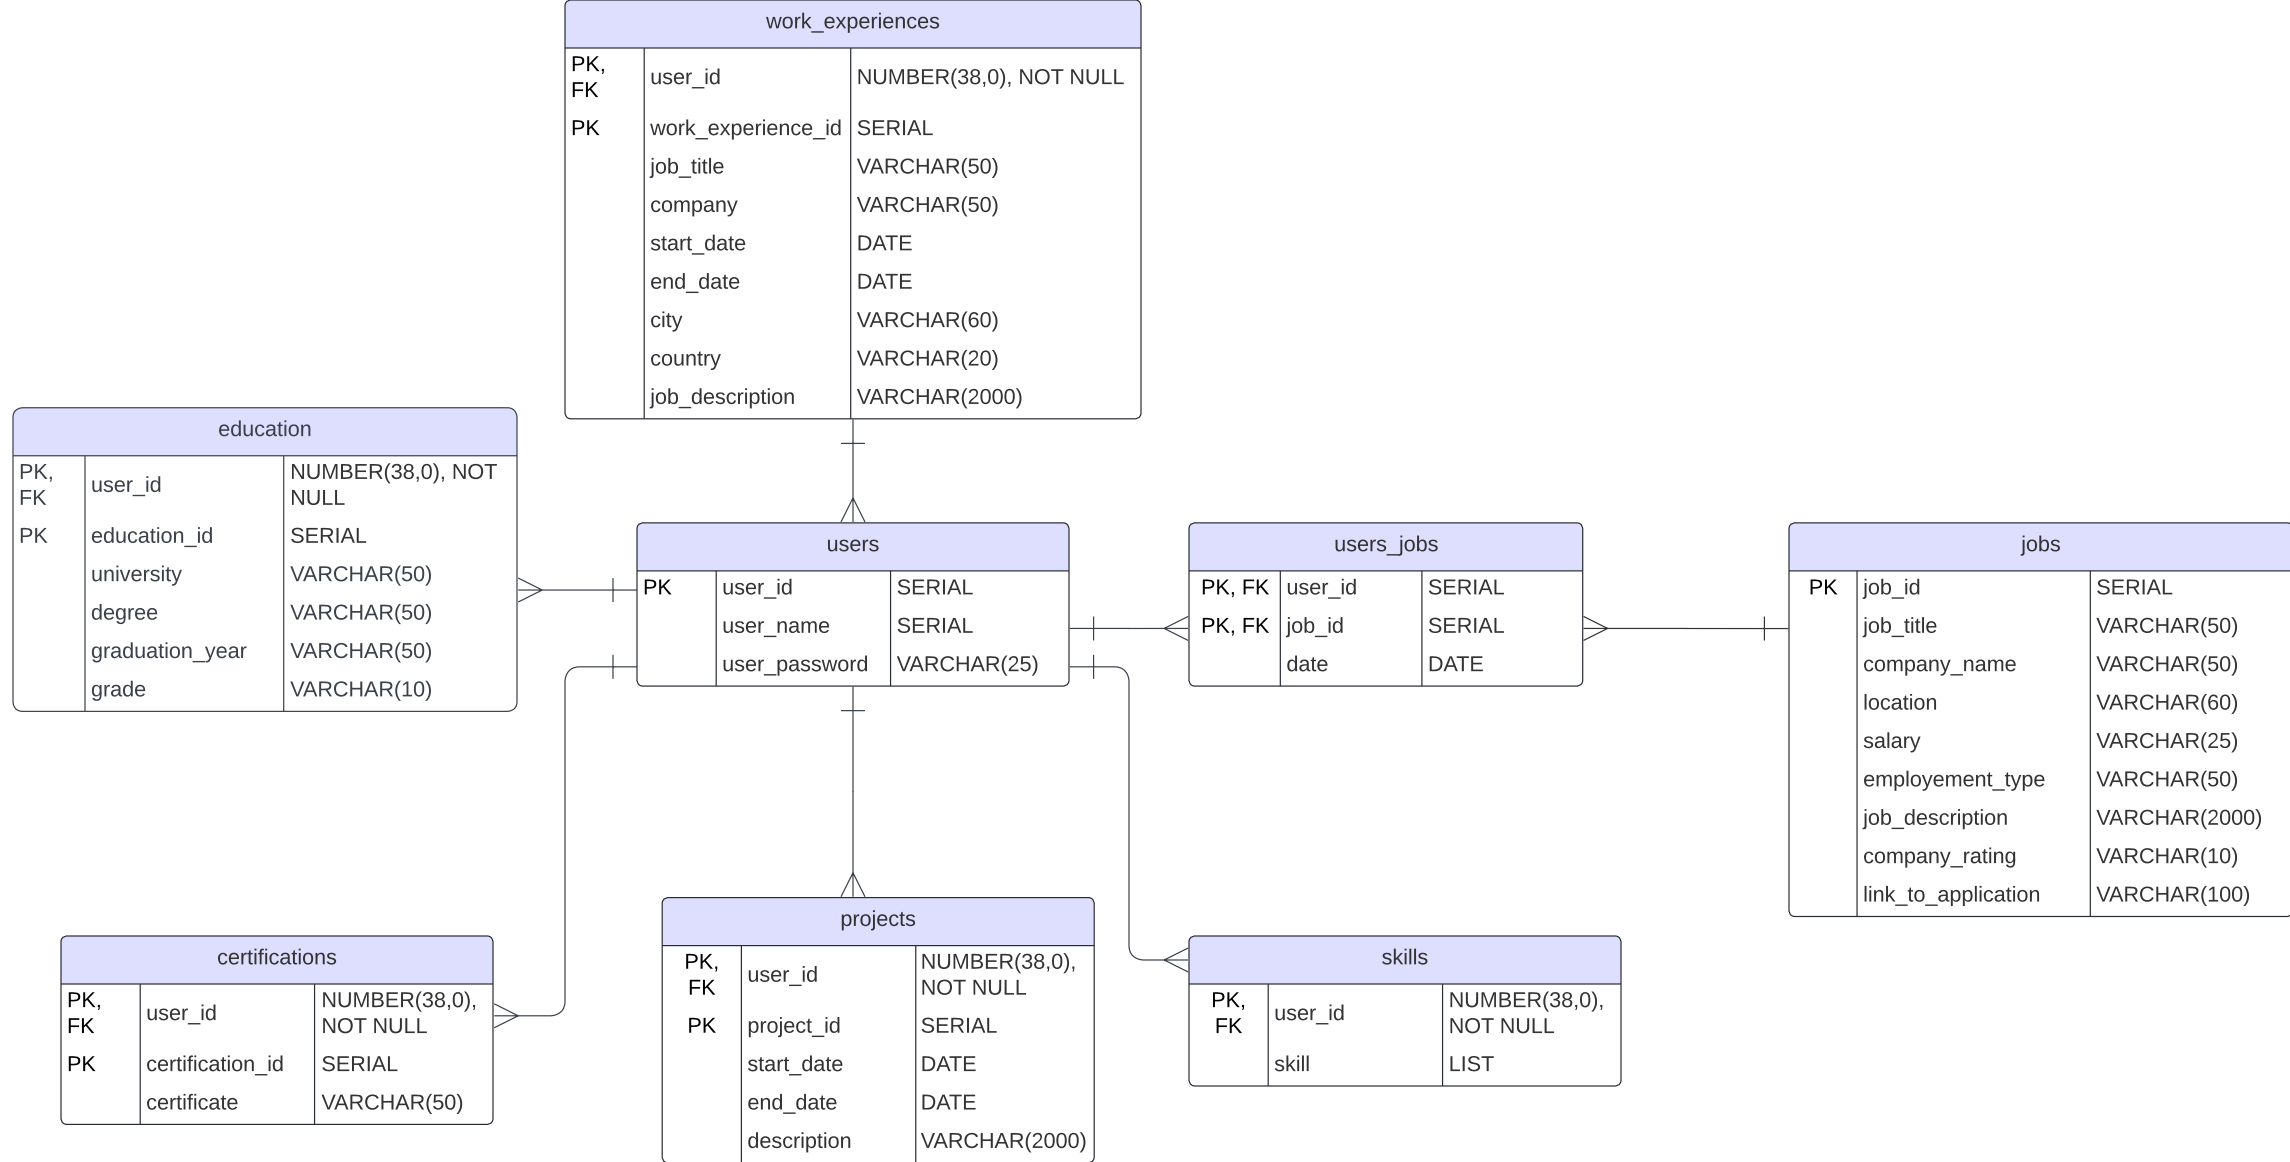 work_experiences
PK,
FK
user_id
NUMBER(38,0), NOT NULL
PK
work_experience_id
SERIAL
job_title
VARCHAR(50)
company
VARCHAR(50)
start_date
DATE
end_date
DATE
city
VARCHAR(60)
country
VARCHAR(20)
job_description
VARCHAR(2000)
education
PK,
FK
user_id
NUMBER(38,0), NOT
NULL
PK
education_id
SERIAL
university
VARCHAR(50)
degree
VARCHAR(50)
graduation_year
VARCHAR(50)
grade
VARCHAR(10)
users
PK
user_id
SERIAL
user_name
SERIAL
user_password
VARCHAR(25)
users_jobs
PK, FK
user_id
SERIAL
PK, FK
job_id
SERIAL
date
DATE
jobs
PK
job_id
SERIAL
job_title
VARCHAR(50)
company_name
VARCHAR(50)
location
VARCHAR(60)
salary
VARCHAR(25)
employement_type
VARCHAR(50)
job_description
VARCHAR(2000)
company_rating
VARCHAR(10)
link_to_application
VARCHAR(100)
certifications
PK,
FK
user_id
NUMBER(38,0),
NOT NULL
PK
certification_id
SERIAL
certificate
VARCHAR(50)
projects
PK,
FK
user_id
NUMBER(38,0),
NOT NULL
PK
project_id
SERIAL
start_date
DATE
end_date
DATE
description
VARCHAR(2000)
skills
PK,
FK
user_id
NUMBER(38,0),
NOT NULL
skill
LIST